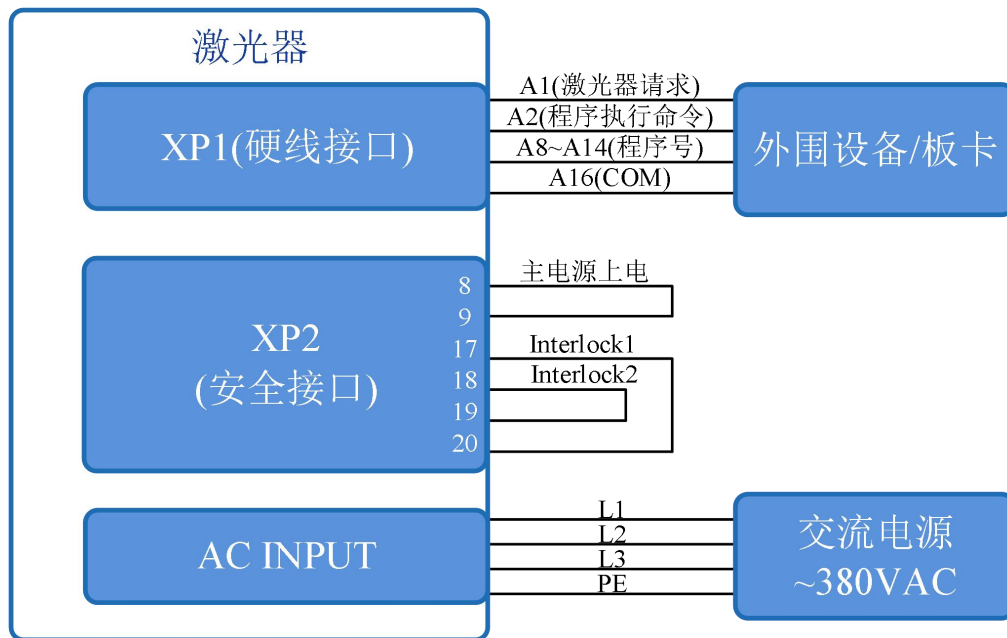 激光器
XP1(硬线接口)
A1(激光器请求)
A2(程序执行命令)
A8~A14(程序号)
A16(COM)
外围设备/板卡
XP2
(安全接口)
8
9
17
18
19
20
主电源上电
Interlock1
Interlock2
AC INPUT
L1
L2
L3
PE
交流电源
~380VAC